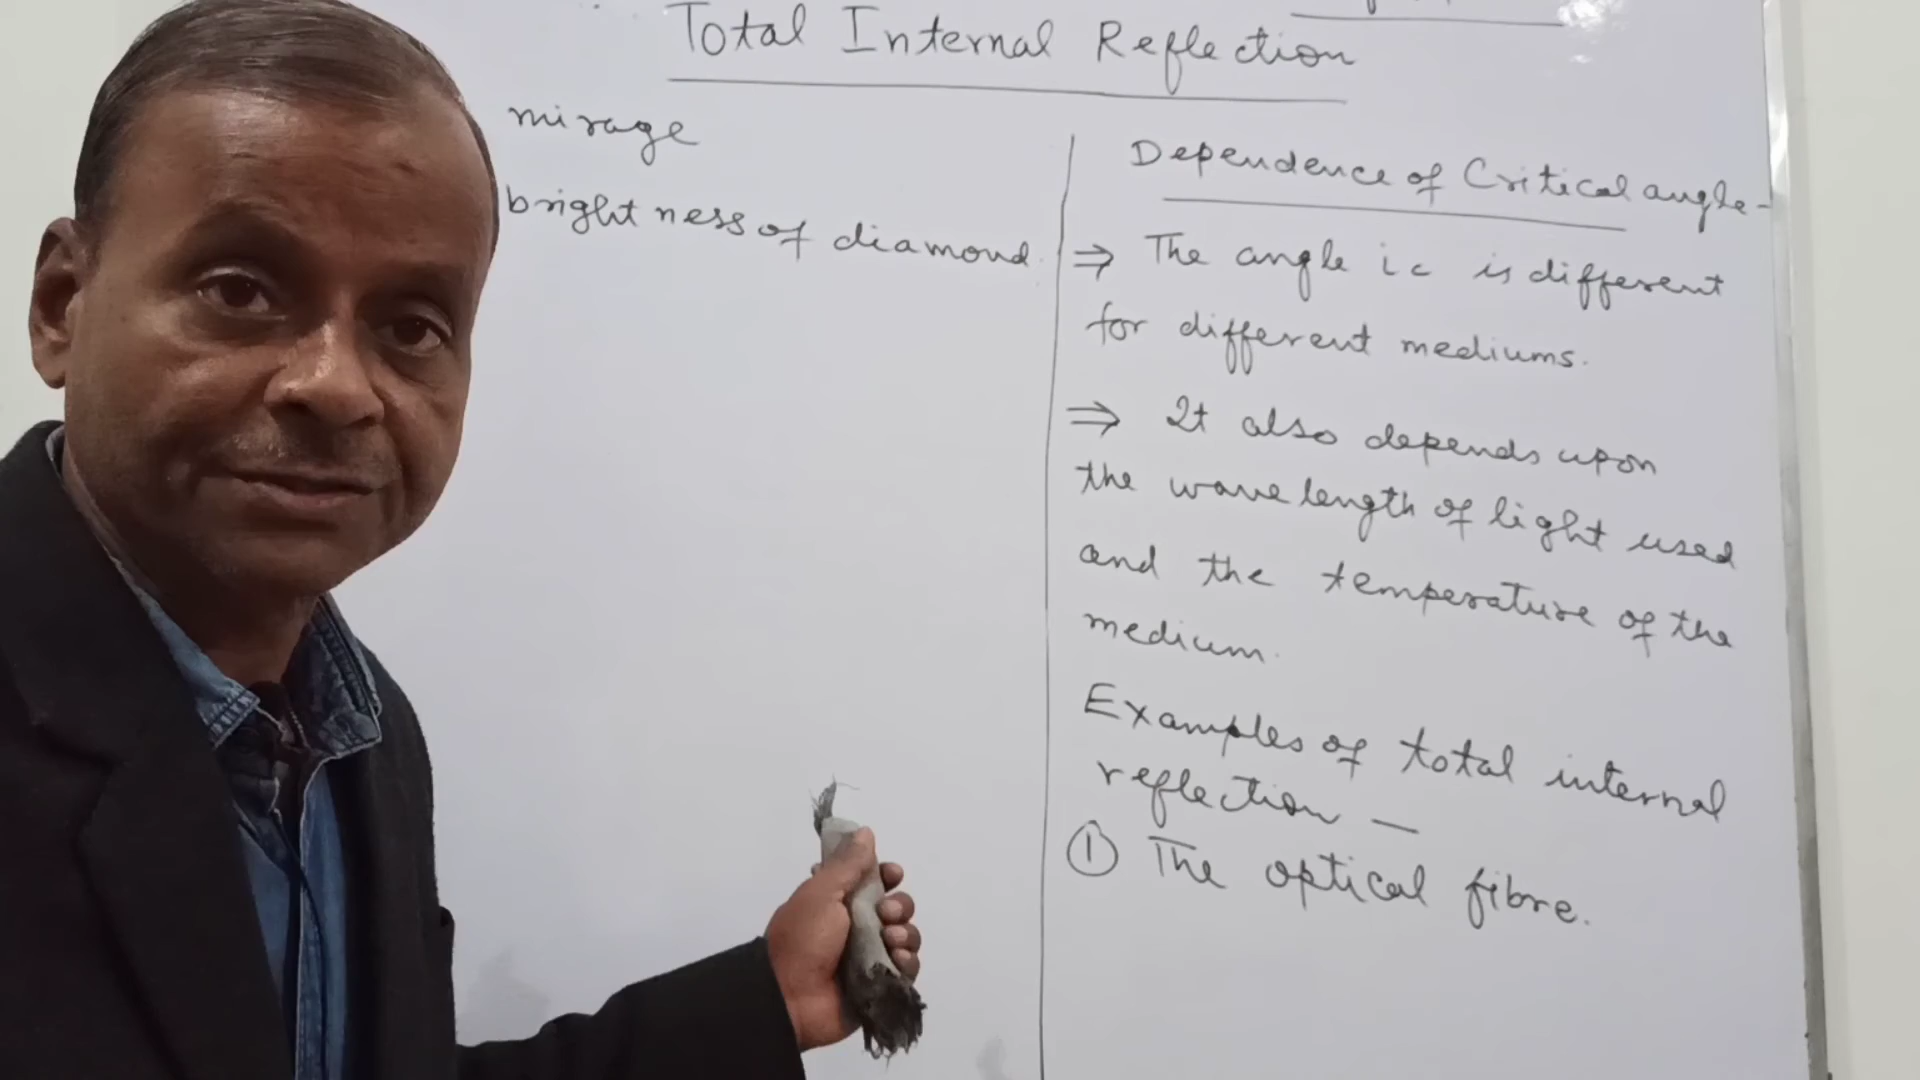 Total Internal Reflection
mirage
brightness of diamond.
Dependence of Critical angle-
⇒ The angle ic is different
for different mediums.
⇒ It also depends upon
the wavelength of light used
and the temperature of the
medium.
Examples of total internal
reflection —
① The optical fibre.